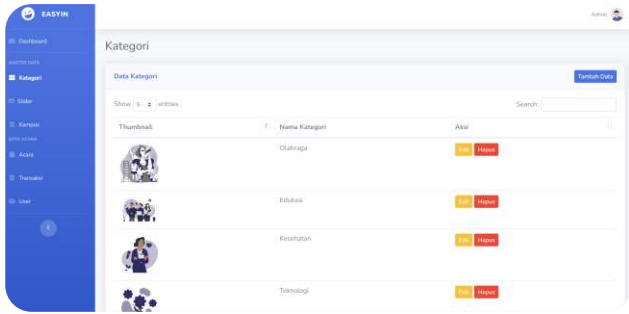 EASYIN
Admin
Dashboard
MASTER DATA
Kategori
Slider
Kampus
DATA ACARA
Acara
Transaksi
User
Kategori
Data Kategori
Tambah Data
Show 5 entries
Search:
Thumbnail Nama Kategori Aksi
Olahraga Edit Hapus
Edukasi Edit Hapus
Kesehatan Edit Hapus
Teknologi Edit Hapus